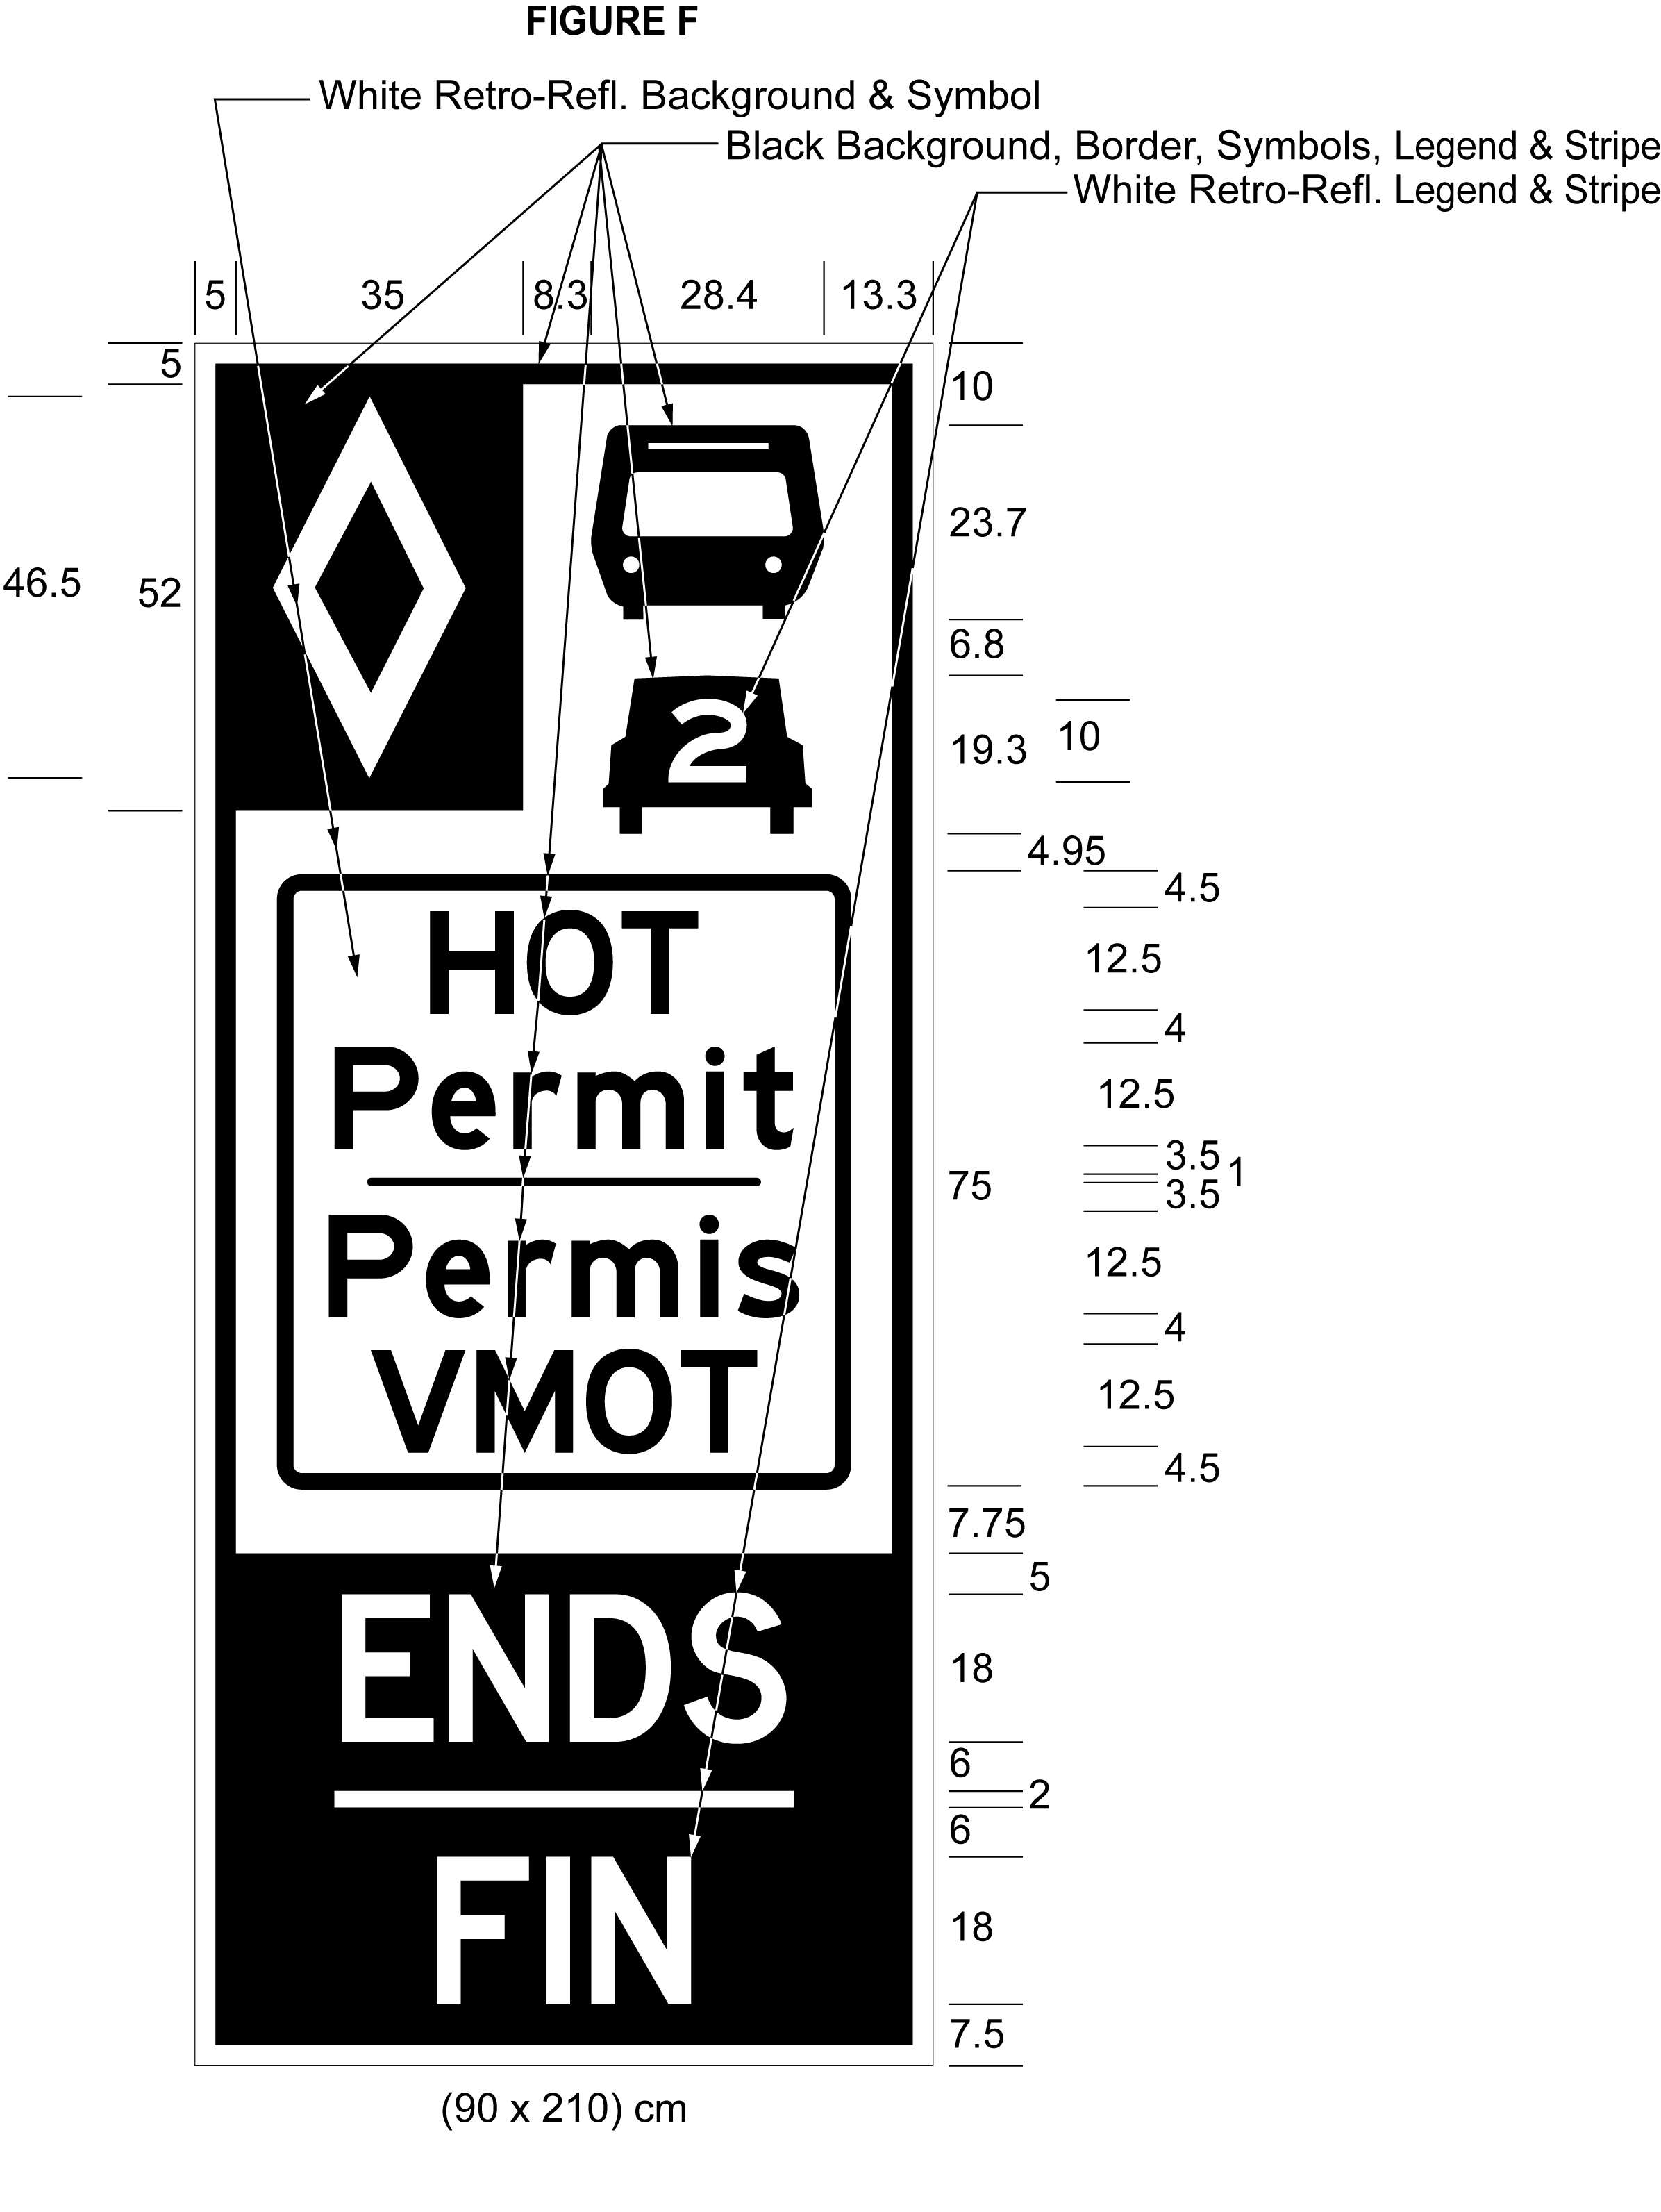 FIGURE F
White Retro-Refl. Background & Symbol
Black Background, Border, Symbols, Legend & Stripe
White Retro-Refl. Legend & Stripe
5 35 8.3 28.4 13.3
5
10
46.5
52
23.7
6.8
2
19.3
10
4.95
4.5
HOT
12.5
4
Permit
12.5
3.5
1
75
3.5
Permis
12.5
4
VMOT
12.5
4.5
7.75
5
ENDS
18
6
2
6
FIN
18
7.5
(90 x 210) cm